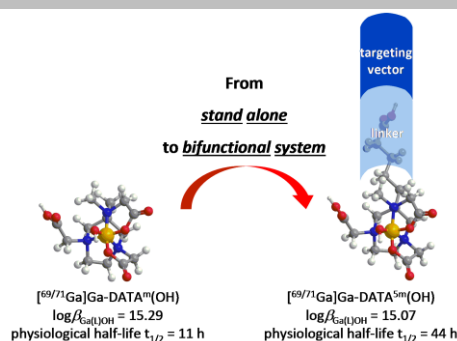 targeting
vector
From
stand alone
to bifunctional system
linker
[69/71Ga]Ga-DATAᵐ(OH)
logβGa(L)OH = 15.29
physiological half-life t1/2 = 11 h
[69/71Ga]Ga-DATA5m(OH)
logβGa(L)OH = 15.07
physiological half-life t1/2 = 44 h